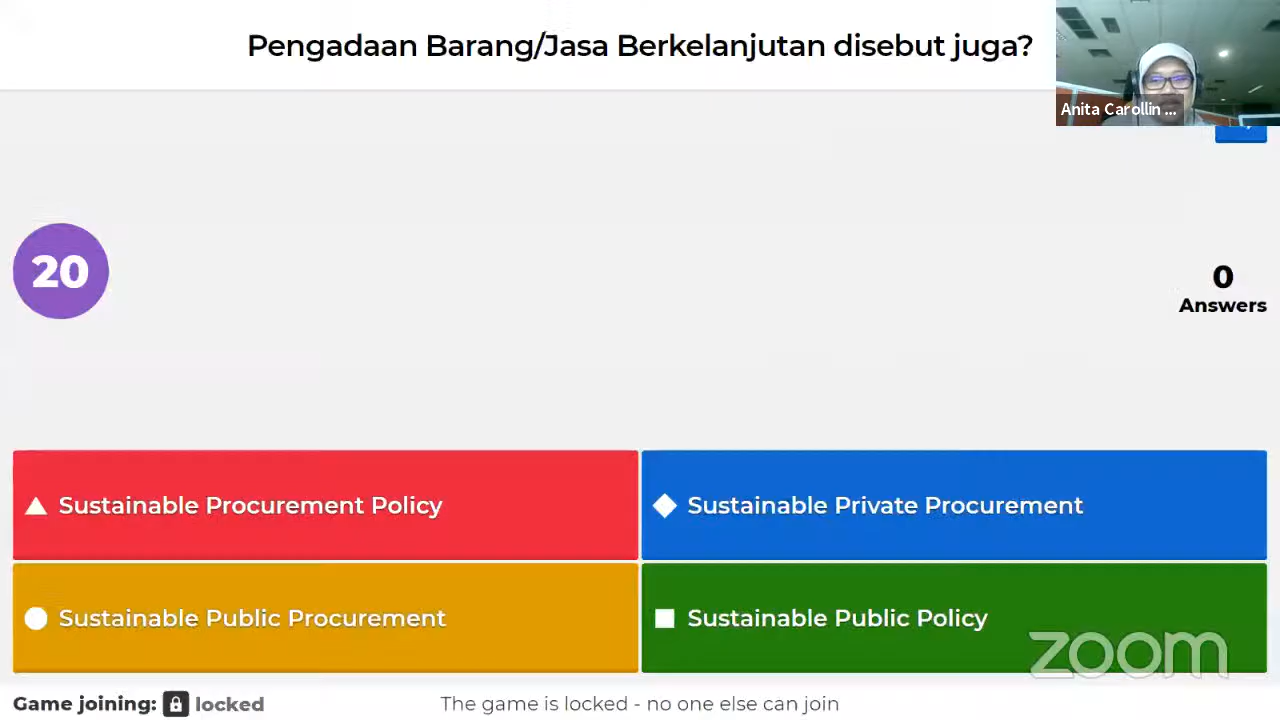 Pengadaan Barang/Jasa Berkelanjutan disebut juga?
Anita Carollin ...
20
0
Answers
Sustainable Procurement Policy
Sustainable Private Procurement
Sustainable Public Procurement
Sustainable Public Policy
zoom
Game joining: locked
The game is locked - no one else can join